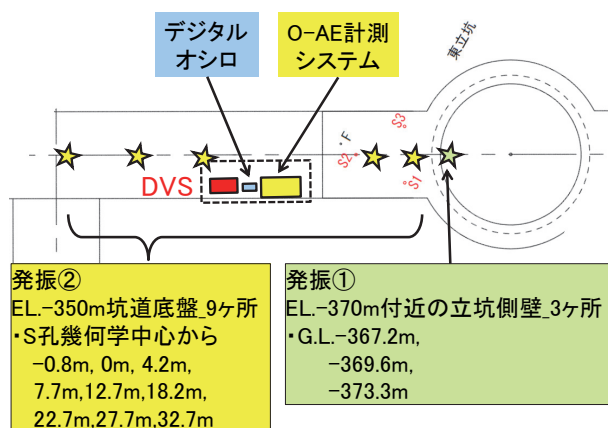 デジタル
オシロ
O-AE計測
システム
東立坑
S3
F
S2
S1
DVS
発振②
EL.-350m坑道底盤_9ヶ所
・S孔幾何学中心から
-0.8m, 0m, 4.2m,
7.7m,12.7m,18.2m,
22.7m,27.7m,32.7m
発振①
EL.-370m付近の立坑側壁_3ヶ所
・G.L.-367.2m,
-369.6m,
-373.3m